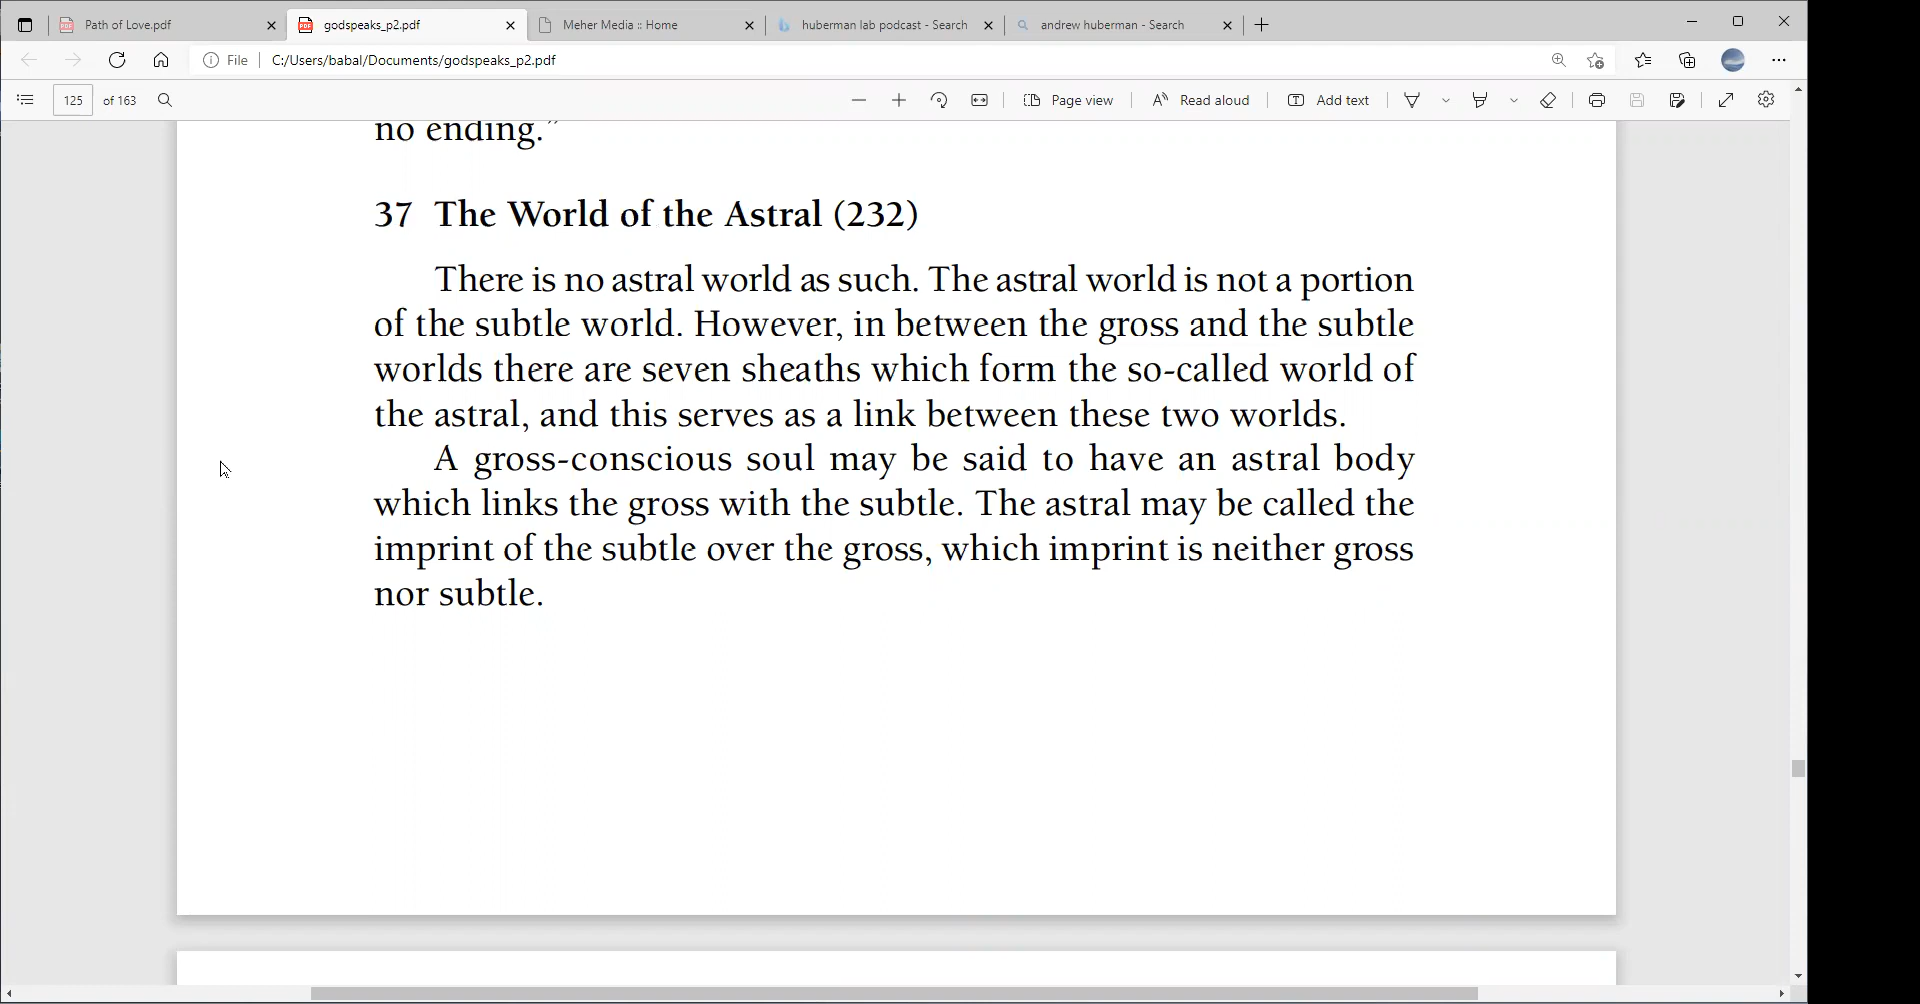 Path of Love.pdf
godspeaks_p2.pdf
Meher Media :: Home
huberman lab podcast - Search
andrew huberman - Search
File
C:/Users/babal/Documents/godspeaks_p2.pdf
125 of 163
Page view
Read aloud
Add text
no ending.”
37 The World of the Astral (232)
There is no astral world as such. The astral world is not a portion
of the subtle world. However, in between the gross and the subtle
worlds there are seven sheaths which form the so-called world of
the astral, and this serves as a link between these two worlds.
A gross-conscious soul may be said to have an astral body
which links the gross with the subtle. The astral may be called the
imprint of the subtle over the gross, which imprint is neither gross
nor subtle.